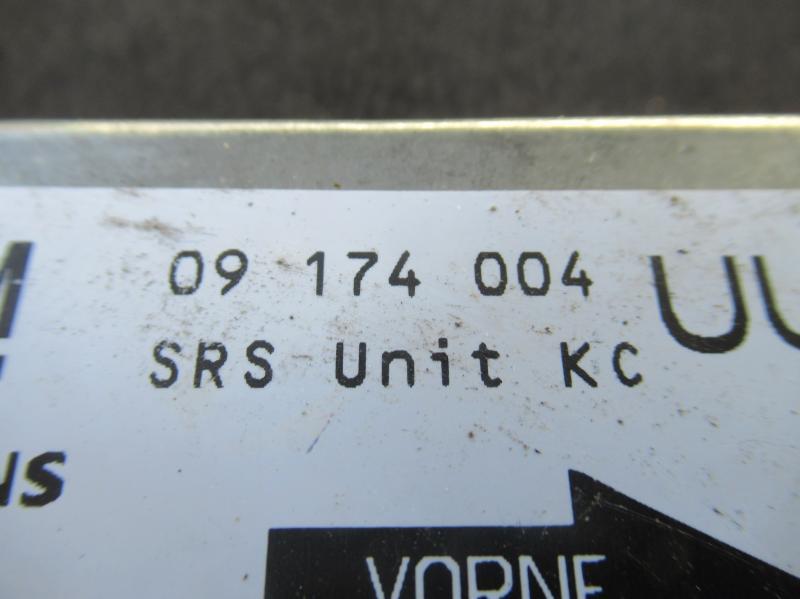 09 174 004
SRS Unit KC
VORNE